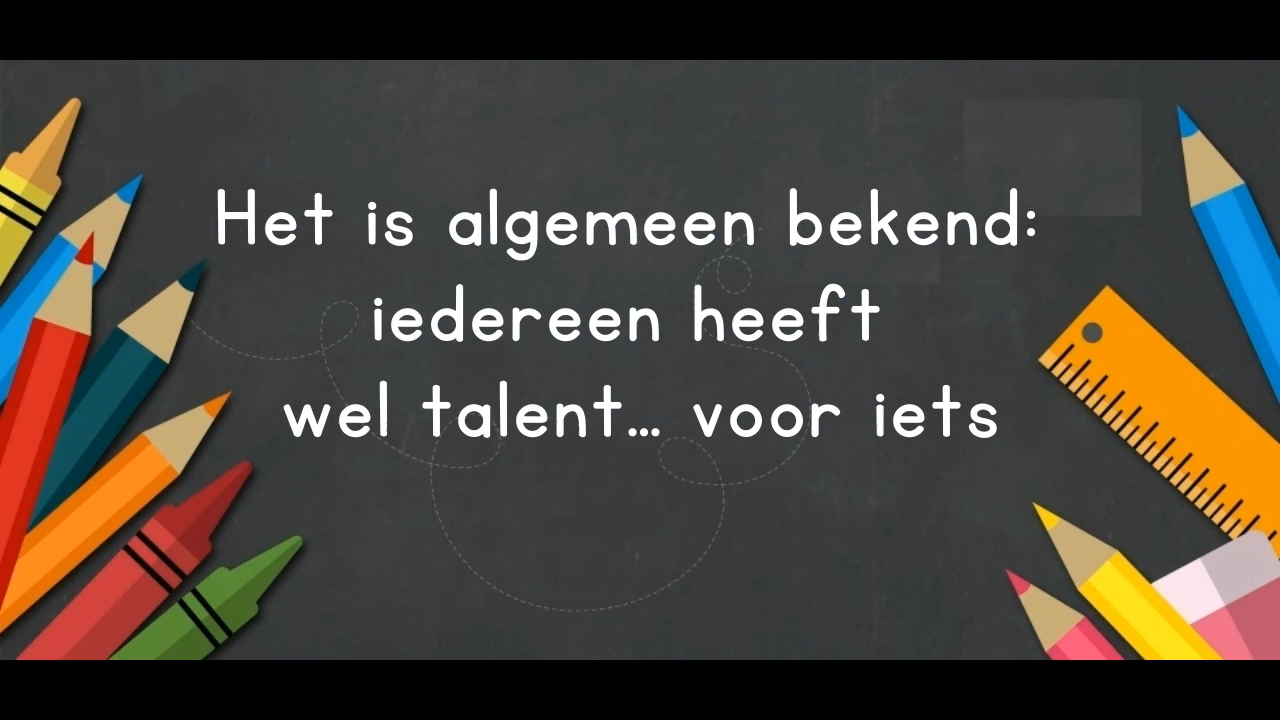 Het is algemeen bekend:
iedereen heeft
wel talent... voor iets